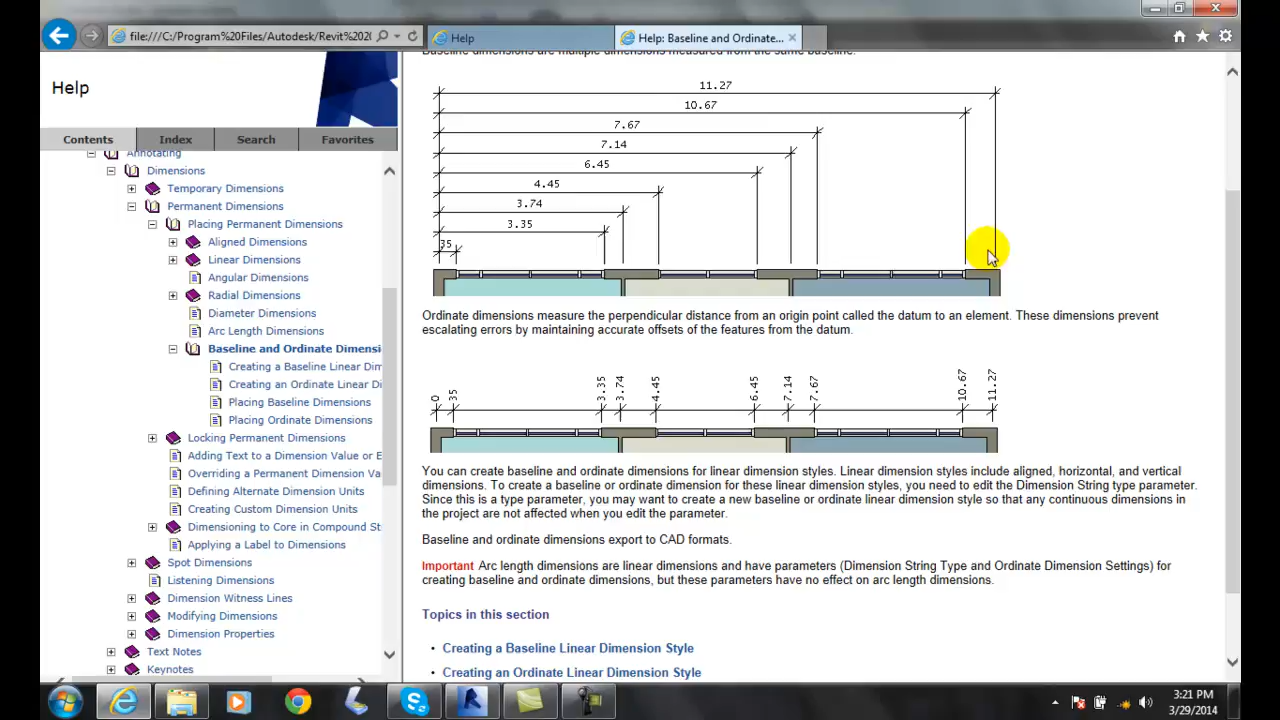 file:///C:/Program%20Files/Autodesk/Revit%20
Help
Help: Baseline and Ordinate...
Help
Contents
Index
Search
Favorites
Annotating
Dimensions
Temporary Dimensions
Permanent Dimensions
Placing Permanent Dimensions
Aligned Dimensions
Linear Dimensions
Angular Dimensions
Radial Dimensions
Diameter Dimensions
Arc Length Dimensions
Baseline and Ordinate Dimensi
Creating a Baseline Linear Dim
Creating an Ordinate Linear D
Placing Baseline Dimensions
Placing Ordinate Dimensions
Locking Permanent Dimensions
Adding Text to a Dimension Value or E
Overriding a Permanent Dimension Va
Defining Alternate Dimension Units
Creating Custom Dimension Units
Dimensioning to Core in Compound St
Applying a Label to Dimensions
Spot Dimensions
Listening Dimensions
Dimension Witness Lines
Modifying Dimensions
Dimension Properties
Text Notes
Keynotes
Baseline dimensions are multiple dimensions measured from the same baseline.
11.27
10.67
7.67
7.14
6.45
4.45
3.74
3.35
35
Ordinate dimensions measure the perpendicular distance from an origin point called the datum to an element. These dimensions prevent
escalating errors by maintaining accurate offsets of the features from the datum.
0 35 3.35 3.74 4.45 6.45 7.14 7.67 10.67 11.27
You can create baseline and ordinate dimensions for linear dimension styles. Linear dimension styles include aligned, horizontal, and vertical
dimensions. To create a baseline or ordinate dimension for these linear dimension styles, you need to edit the Dimension String type parameter.
Since this is a type parameter, you may want to create a new baseline or ordinate linear dimension style so that any continuous dimensions in
the project are not affected when you edit the parameter.
Baseline and ordinate dimensions export to CAD formats.
Important Arc length dimensions are linear dimensions and have parameters (Dimension String Type and Ordinate Dimension Settings) for
creating baseline and ordinate dimensions, but these parameters have no effect on arc length dimensions.
Topics in this section
• Creating a Baseline Linear Dimension Style
• Creating an Ordinate Linear Dimension Style
3:21 PM
3/29/2014